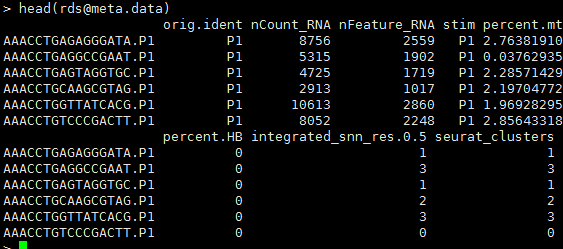 > head(rds@meta.data)
orig.ident nCount_RNA nFeature_RNA stim percent.mt
AAACCTGAGAGGGATA.P1 P1 8756 2559 P1 2.76381910
AAACCTGAGGCCGAAT.P1 P1 5315 1902 P1 0.03762935
AAACCTGAGTAGGTGC.P1 P1 4725 1719 P1 2.28571429
AAACCTGCAAGCGTAG.P1 P1 2913 1017 P1 2.19704772
AAACCTGGTTATCACG.P1 P1 10613 2860 P1 1.96928295
AAACCTGTCCCGACTT.P1 P1 8052 2248 P1 2.85643318
percent.HB integrated_snn_res.0.5 seurat_clusters
AAACCTGAGAGGGATA.P1 0 1 1
AAACCTGAGGCCGAAT.P1 0 3 3
AAACCTGAGTAGGTGC.P1 0 1 1
AAACCTGCAAGCGTAG.P1 0 2 2
AAACCTGGTTATCACG.P1 0 3 3
AAACCTGTCCCGACTT.P1 0 0 0
>